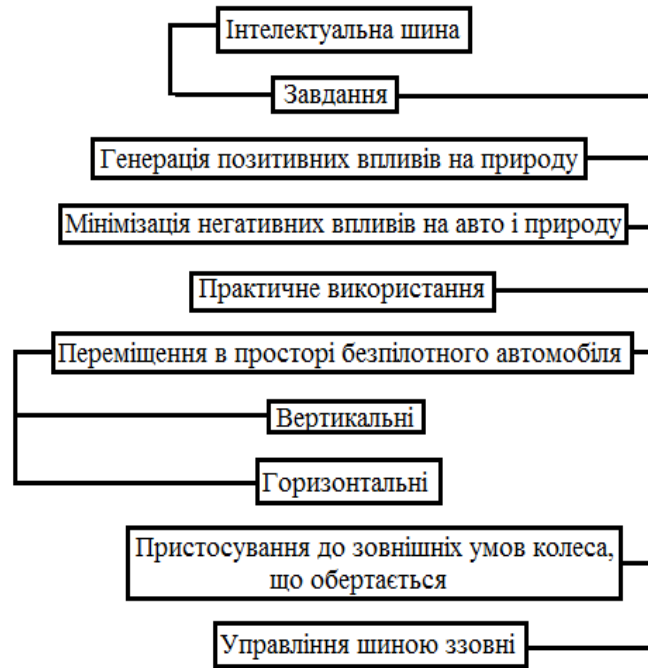 Інтелектуальна шина
Завдання
Генерація позитивних впливів на природу
Мінімізація негативних впливів на авто і природу
Практичне використання
Переміщення в просторі безпілотного автомобіля
Вертикальні
Горизонтальні
Пристосування до зовнішніх умов колеса,
що обертається
Управління шиною ззовні